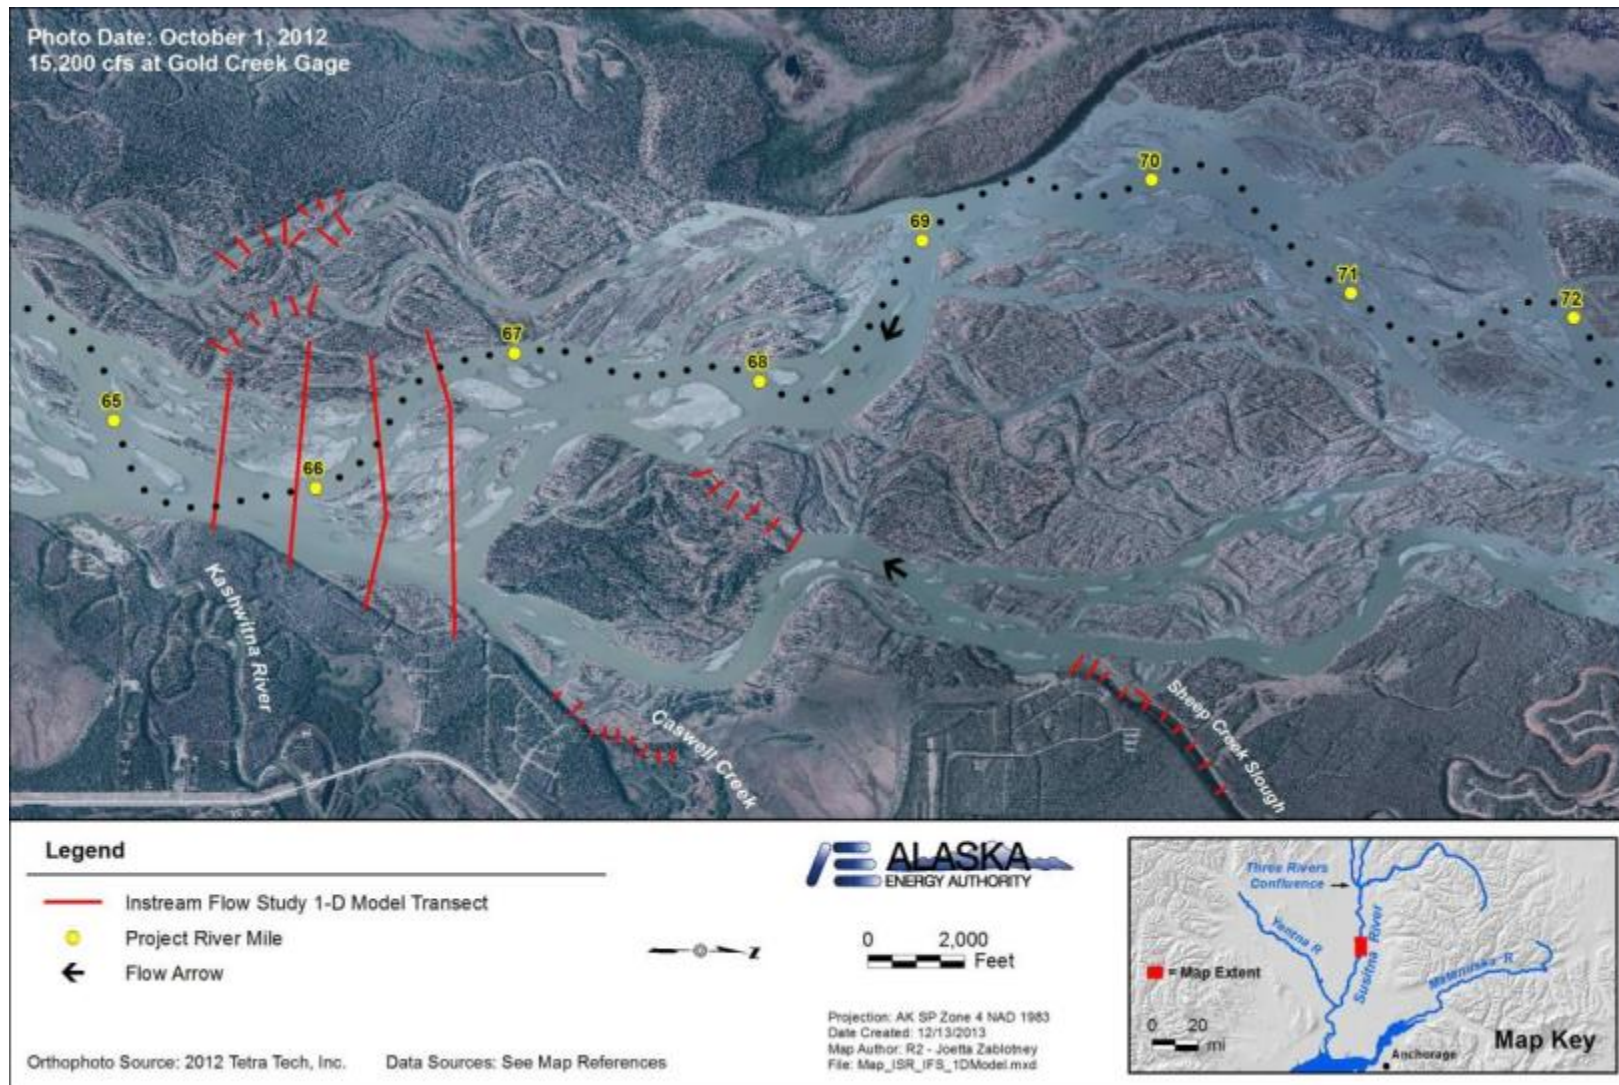 Photo Date: October 1, 2012
15,200 cfs at Gold Creek Gage
70
69
71
72
67
68
65
66
Kashwitna River
Caswell Creek
Sheep Creek Slough
Legend
Instream Flow Study 1-D Model Transect
Project River Mile
Flow Arrow
Orthophoto Source: 2012 Tetra Tech, Inc.
Data Sources: See Map References
N
ALASKA
ENERGY AUTHORITY
0 2,000
Feet
Projection: AK SP Zone 4 NAD 1983
Date Created: 12/13/2013
Map Author: R2 - Joetta Zablotney
File: Map_ISR_IFS_1DModel.mxd
Three Rivers
Confluence
Yentna R
Susitna River
Matanuska R
= Map Extent
0 20
mi
Anchorage
Map Key